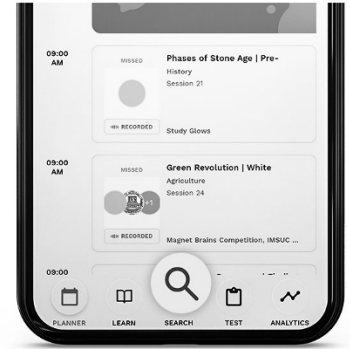 09:00
AM
MISSED
Phases of Stone Age | Pre-
History
Session 21
RECORDED
Study Glows
09:00
AM
MISSED
Green Revolution | White
Agriculture
Session 24
+1
RECORDED
Magnet Brains Competition, IMSUC ...
09:00
PLANNER
LEARN
SEARCH
TEST
ANALYTICS